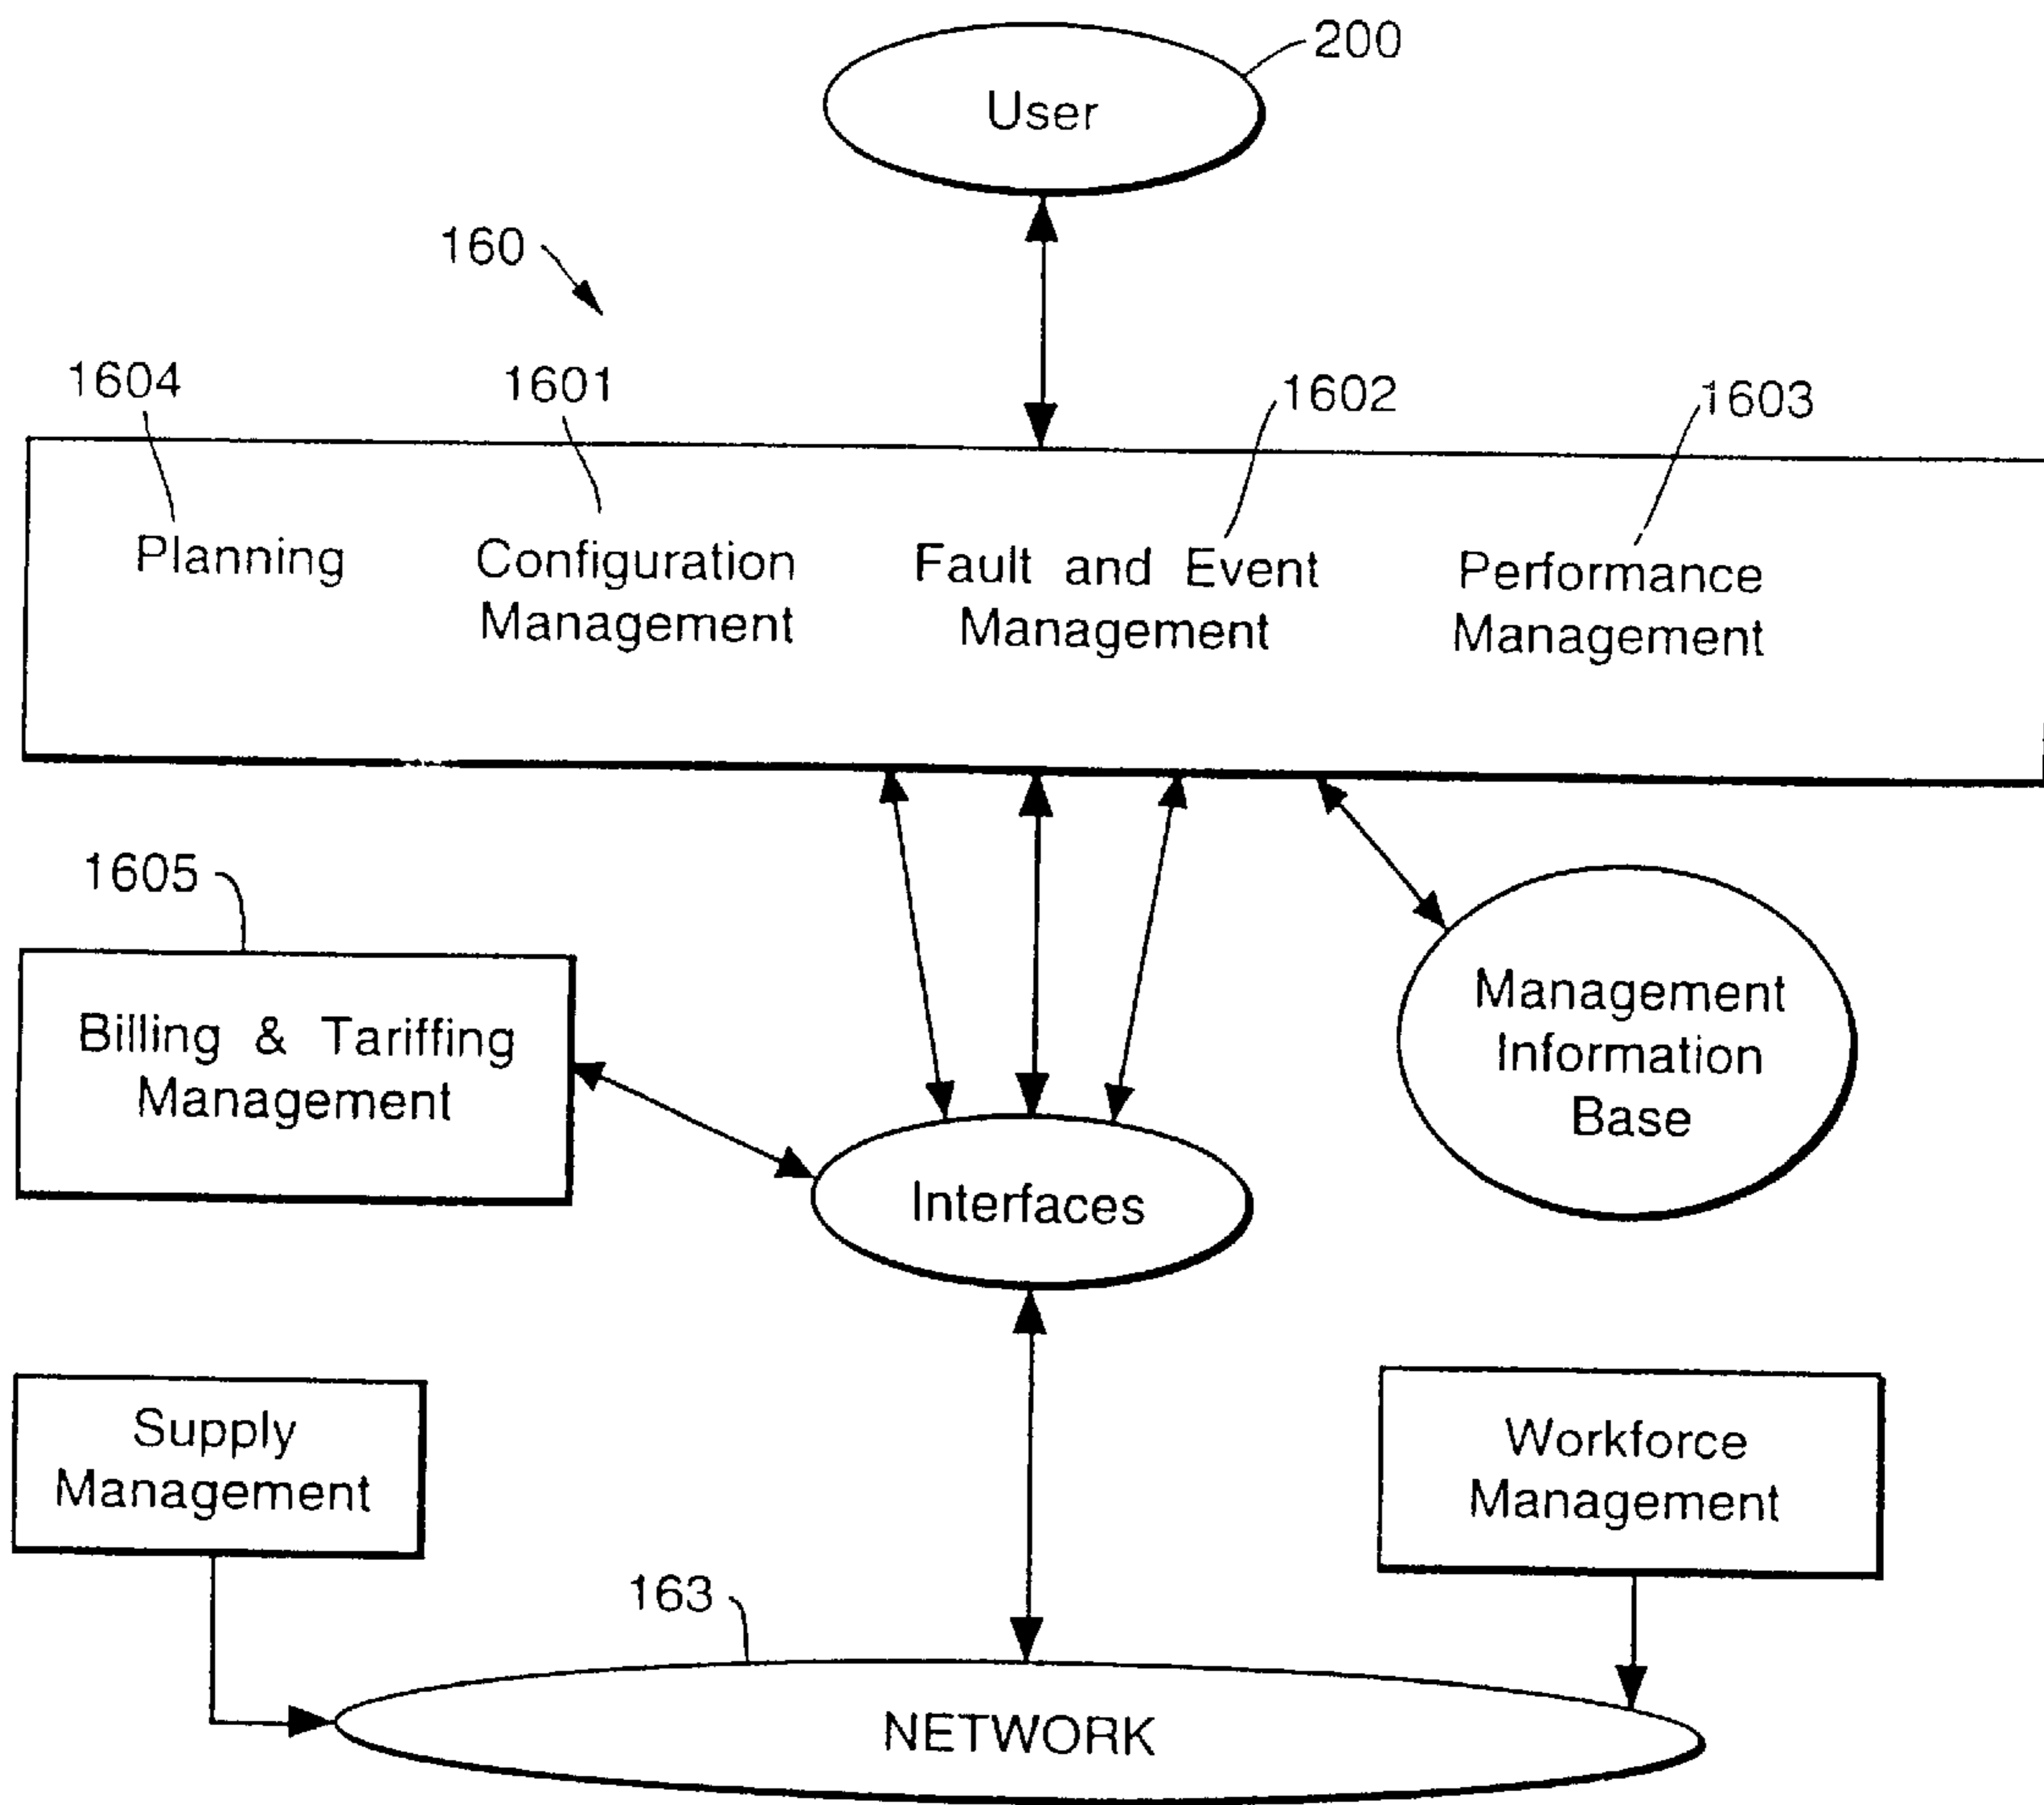 200
User
160
1604
1601
1602
1603
Planning
Configuration
Management
Fault and Event
Management
Performance
Management
1605
Billing & Tariffing
Management
Management
Information
Base
Interfaces
Supply
Management
Workforce
Management
163
NETWORK